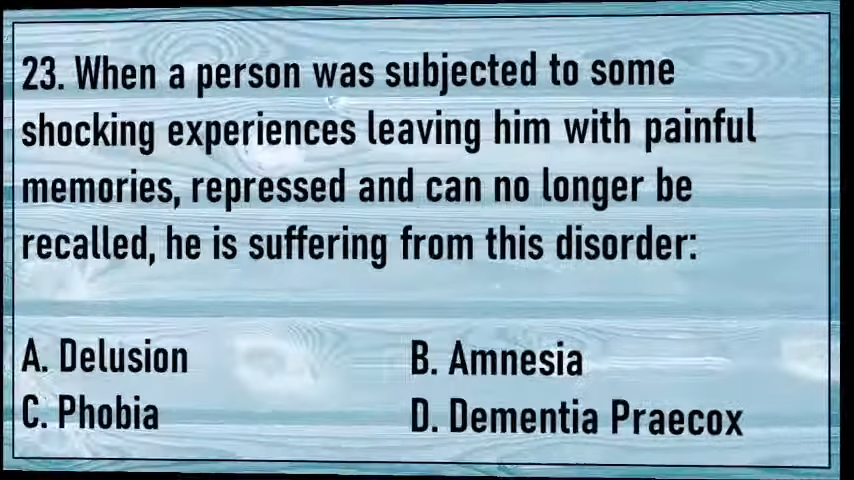 23. When a person was subjected to some
shocking experiences leaving him with painful
memories, repressed and can no longer be
recalled, he is suffering from this disorder:
A. Delusion
B. Amnesia
C. Phobia
D. Dementia Praecox